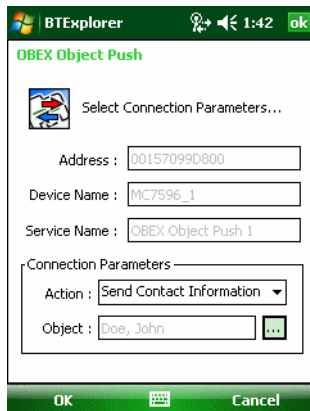 BTExplorer 1:42 ok
OBEX Object Push
Select Connection Parameters...
Address : 00157099D800
Device Name : MC7596_1
Service Name : OBEX Object Push 1
Connection Parameters
Action : Send Contact Information
Object : Doe, John ...
OK Cancel